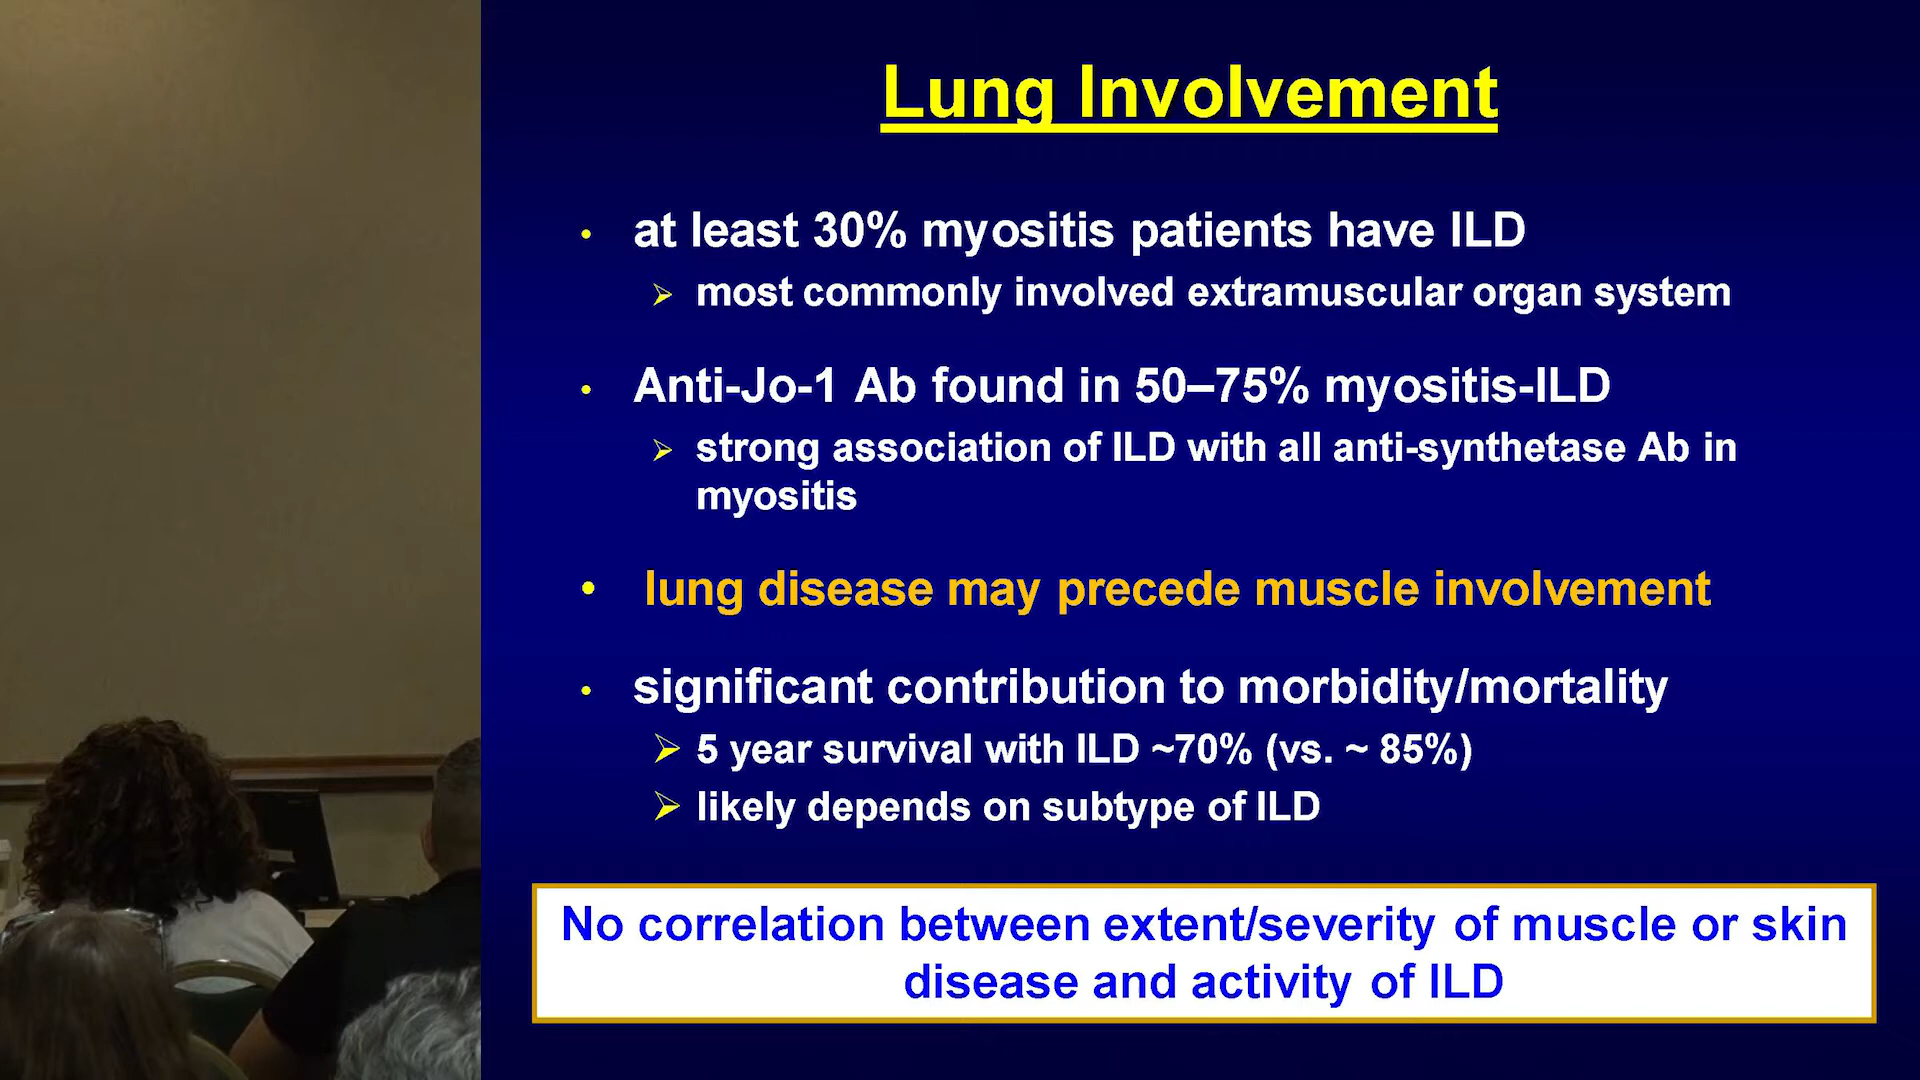 Lung Involvement
• at least 30% myositis patients have ILD
➢ most commonly involved extramuscular organ system
• Anti-Jo-1 Ab found in 50–75% myositis-ILD
➢ strong association of ILD with all anti-synthetase Ab in
myositis
• lung disease may precede muscle involvement
• significant contribution to morbidity/mortality
➢ 5 year survival with ILD ~70% (vs. ~ 85%)
➢ likely depends on subtype of ILD
No correlation between extent/severity of muscle or skin
disease and activity of ILD